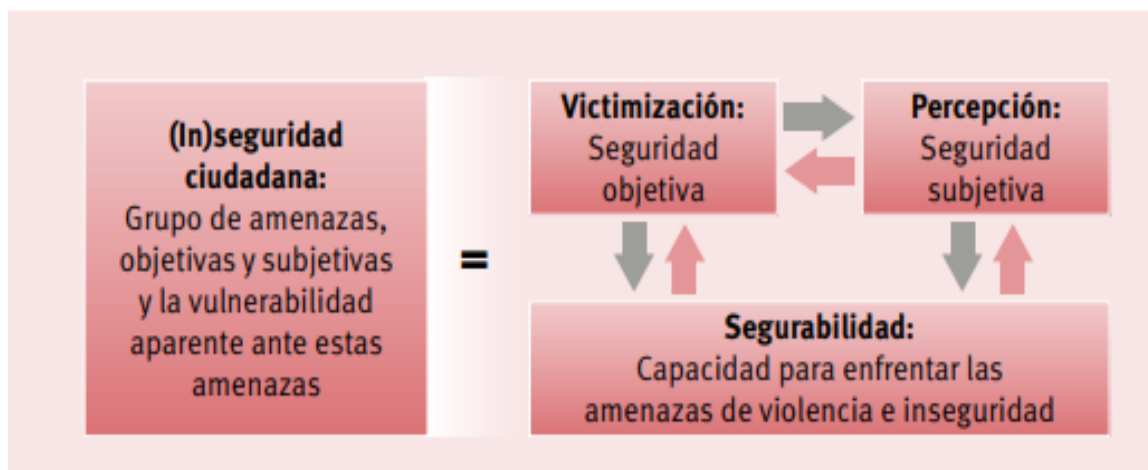 (In)seguridad
ciudadana:
Grupo de amenazas,
objetivas y subjetivas
y la vulnerabilidad
aparente ante estas
amenazas
=
Victimización:
Seguridad
objetiva
Percepción:
Seguridad
subjetiva
Segurabilidad:
Capacidad para enfrentar las
amenazas de violencia e inseguridad